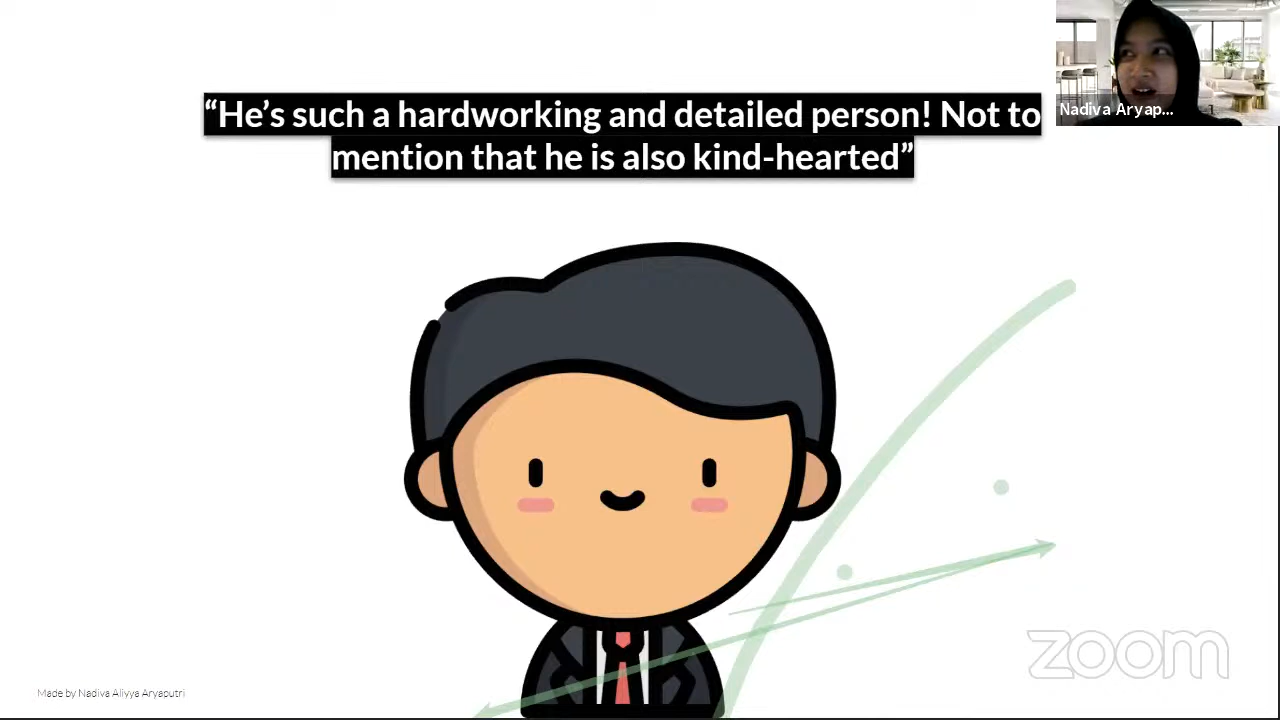 “He’s such a hardworking and detailed person! Not to
mention that he is also kind-hearted”
Nadiva Aryap...
zoom
Made by Nadiva Aliyya Aryaputri